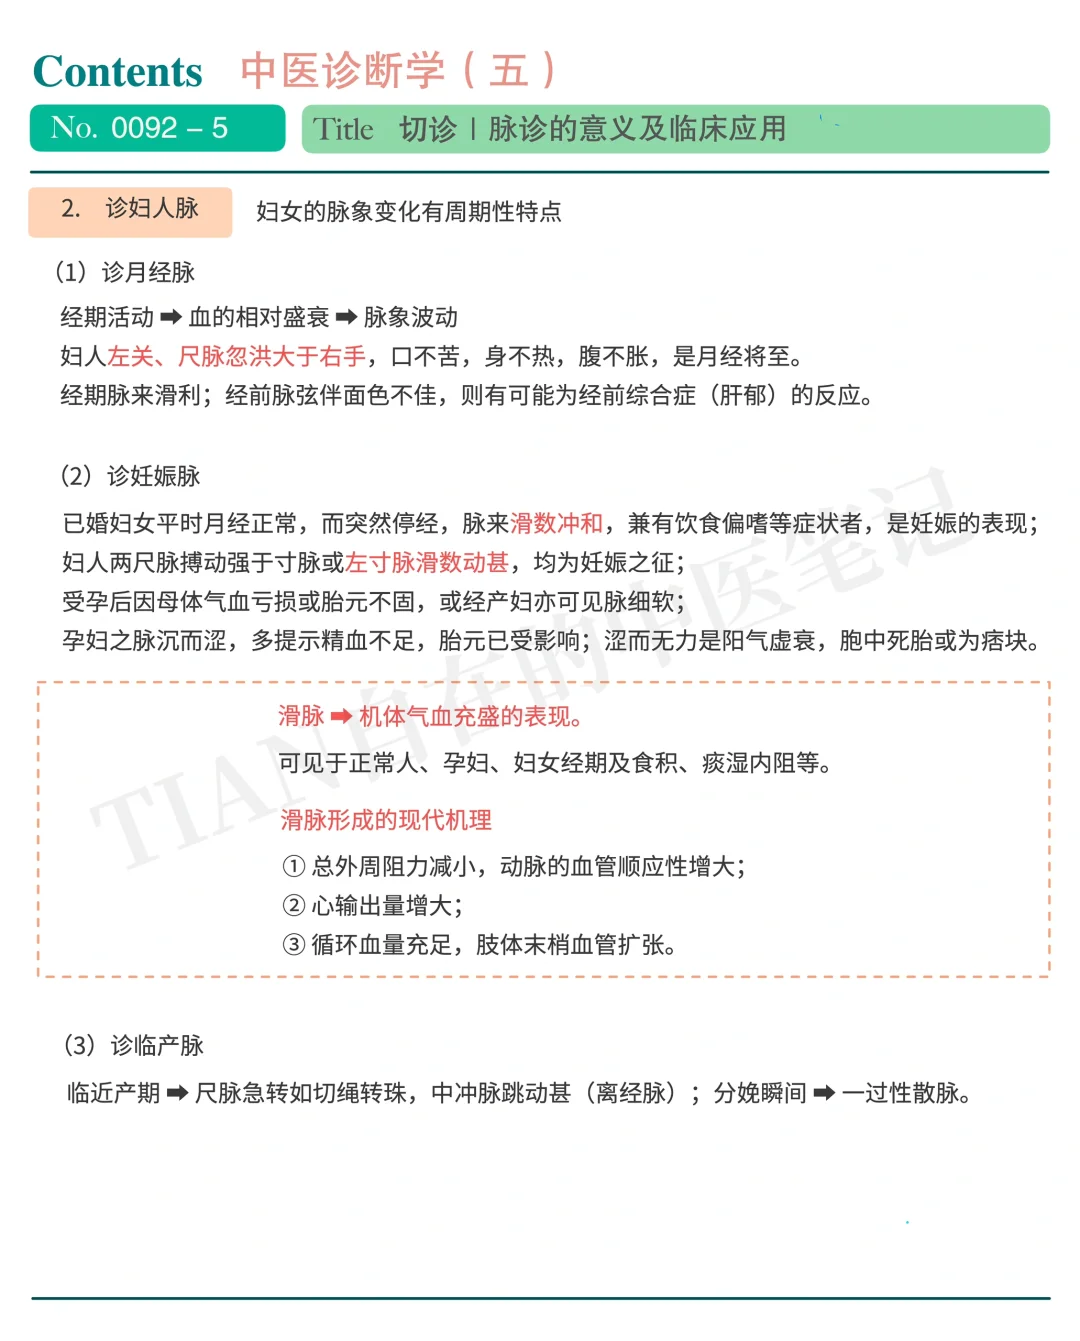 Contents 中医诊断学（五）
No. 0092 – 5
Title 切诊 | 脉诊的意义及临床应用
2. 诊妇人脉 妇女的脉象变化有周期性特点
（1）诊月经脉
经期活动 ➡ 血的相对盛衰 ➡ 脉象波动
妇人左关、尺脉忽洪大于右手，口不苦，身不热，腹不胀，是月经将至。
经期脉来滑利；经前脉弦伴面色不佳，则有可能为经前综合症（肝郁）的反应。
（2）诊妊娠脉
已婚妇女平时月经正常，而突然停经，脉来滑数冲和，兼有饮食偏嗜等症状者，是妊娠的表现；
妇人两尺脉搏动强于寸脉或左寸脉滑数动甚，均为妊娠之征；
受孕后因母体气血亏损或胎元不固，或经产妇亦可见脉细软；
孕妇之脉沉而涩，多提示精血不足，胎元已受影响；涩而无力是阳气虚衰，胞中死胎或为痞块。
滑脉 ➡ 机体气血充盛的表现。
可见于正常人、孕妇、妇女经期及食积、痰湿内阻等。
滑脉形成的现代机理
① 总外周阻力减小，动脉的血管顺应性增大；
② 心输出量增大；
③ 循环血量充足，肢体末梢血管扩张。
（3）诊临产脉
临近产期 ➡ 尺脉急转如切绳转珠，中冲脉跳动甚（离经脉）；分娩瞬间 ➡ 一过性散脉。
TIAN自在的中医笔记